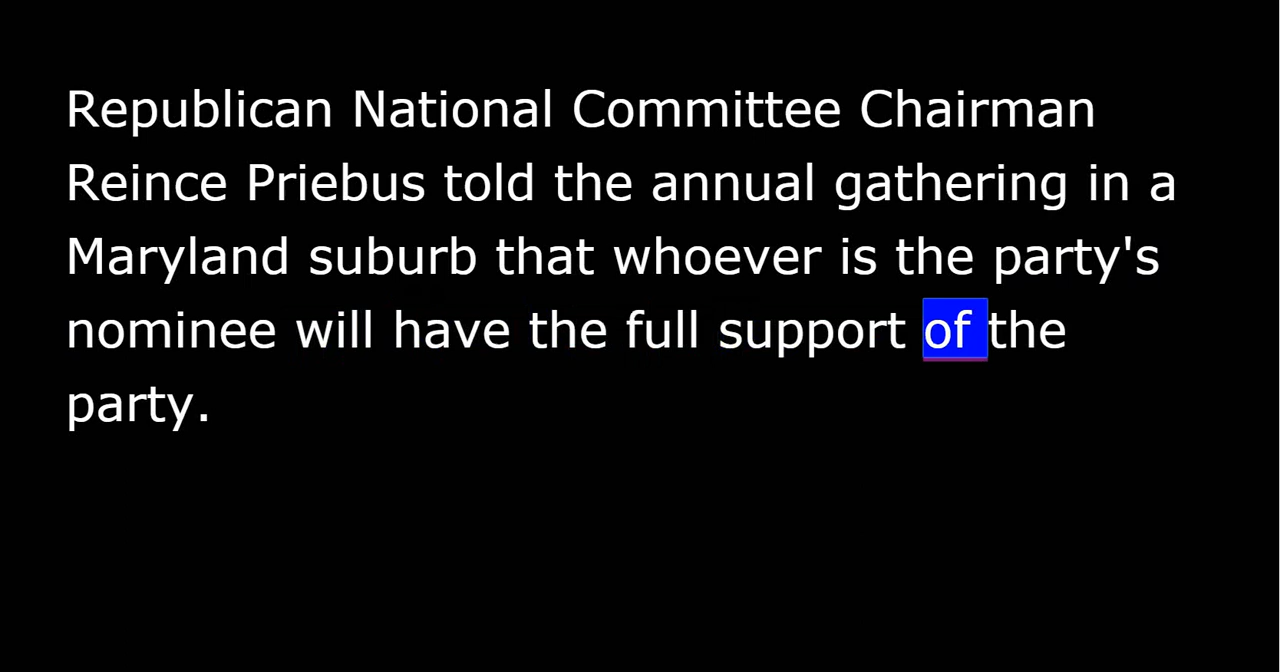 Republican National Committee Chairman
Reince Priebus told the annual gathering in a
Maryland suburb that whoever is the party's
nominee will have the full support of the
party.